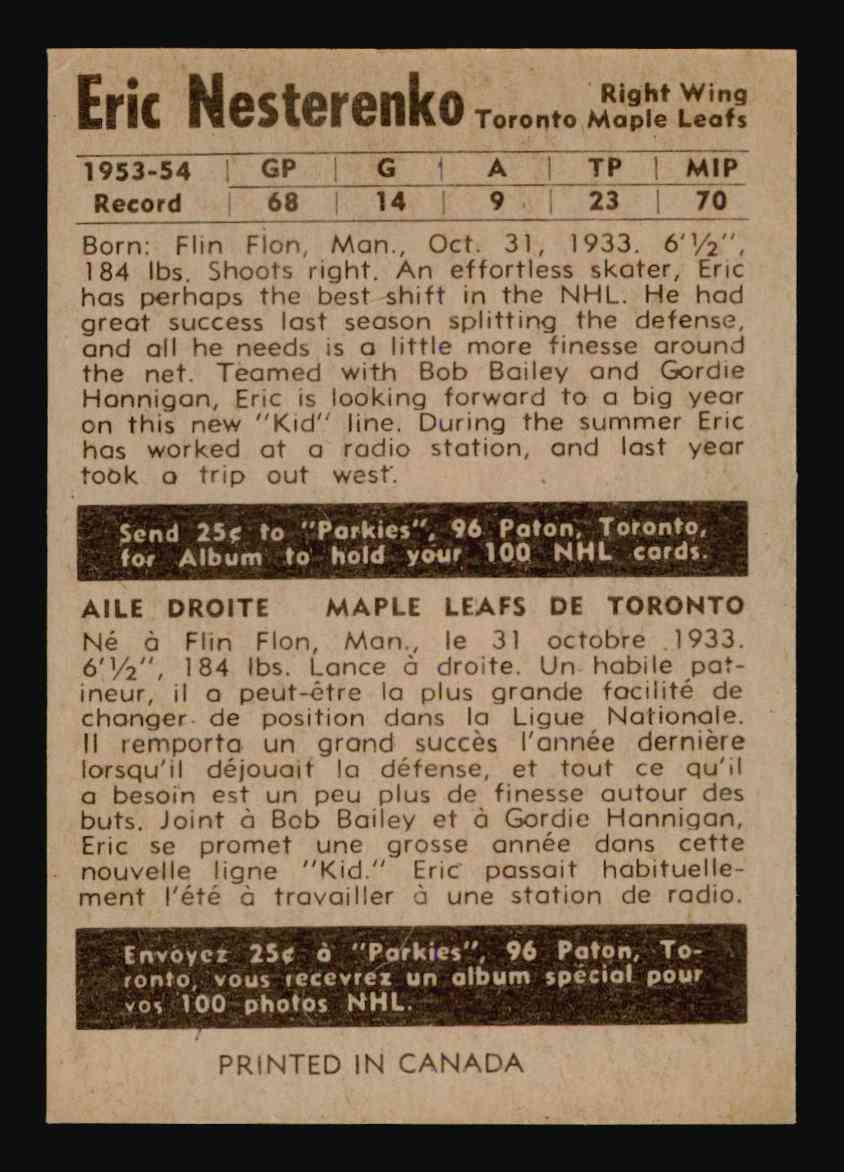 Eric Nesterenko Right Wing
Toronto Maple Leafs
1953-54 | GP | G | A | TP | MIP
Record | 68 | 14 | 9 | 23 | 70
Born: Flin Flon, Man., Oct. 31, 1933. 6'½",
184 lbs. Shoots right. An effortless skater, Eric
has perhaps the best shift in the NHL. He had
great success last season splitting the defense,
and all he needs is a little more finesse around
the net. Teamed with Bob Bailey and Gordie
Hannigan, Eric is looking forward to a big year
on this new "Kid" line. During the summer Eric
has worked at a radio station, and last year
took a trip out west.
Send 25¢ to "Parkies", 96 Paton, Toronto,
for Album to hold your 100 NHL cards.
AILE DROITE MAPLE LEAFS DE TORONTO
Né à Flin Flon, Man., le 31 octobre 1933.
6'½", 184 lbs. Lance à droite. Un habile pat-
ineur, il a peut-être la plus grande facilité de
changer de position dans la Ligue Nationale.
Il remporta un grand succès l'année dernière
lorsqu'il déjouait la défense, et tout ce qu'il
a besoin est un peu plus de finesse autour des
buts. Joint à Bob Bailey et à Gordie Hannigan,
Eric se promet une grosse année dans cette
nouvelle ligne "Kid." Eric passait habituelle-
ment l'été à travailler à une station de radio.
Envoyez 25¢ à "Parkies", 96 Paton, To-
ronto, vous recevrez un album spécial pour
vos 100 photos NHL.
PRINTED IN CANADA